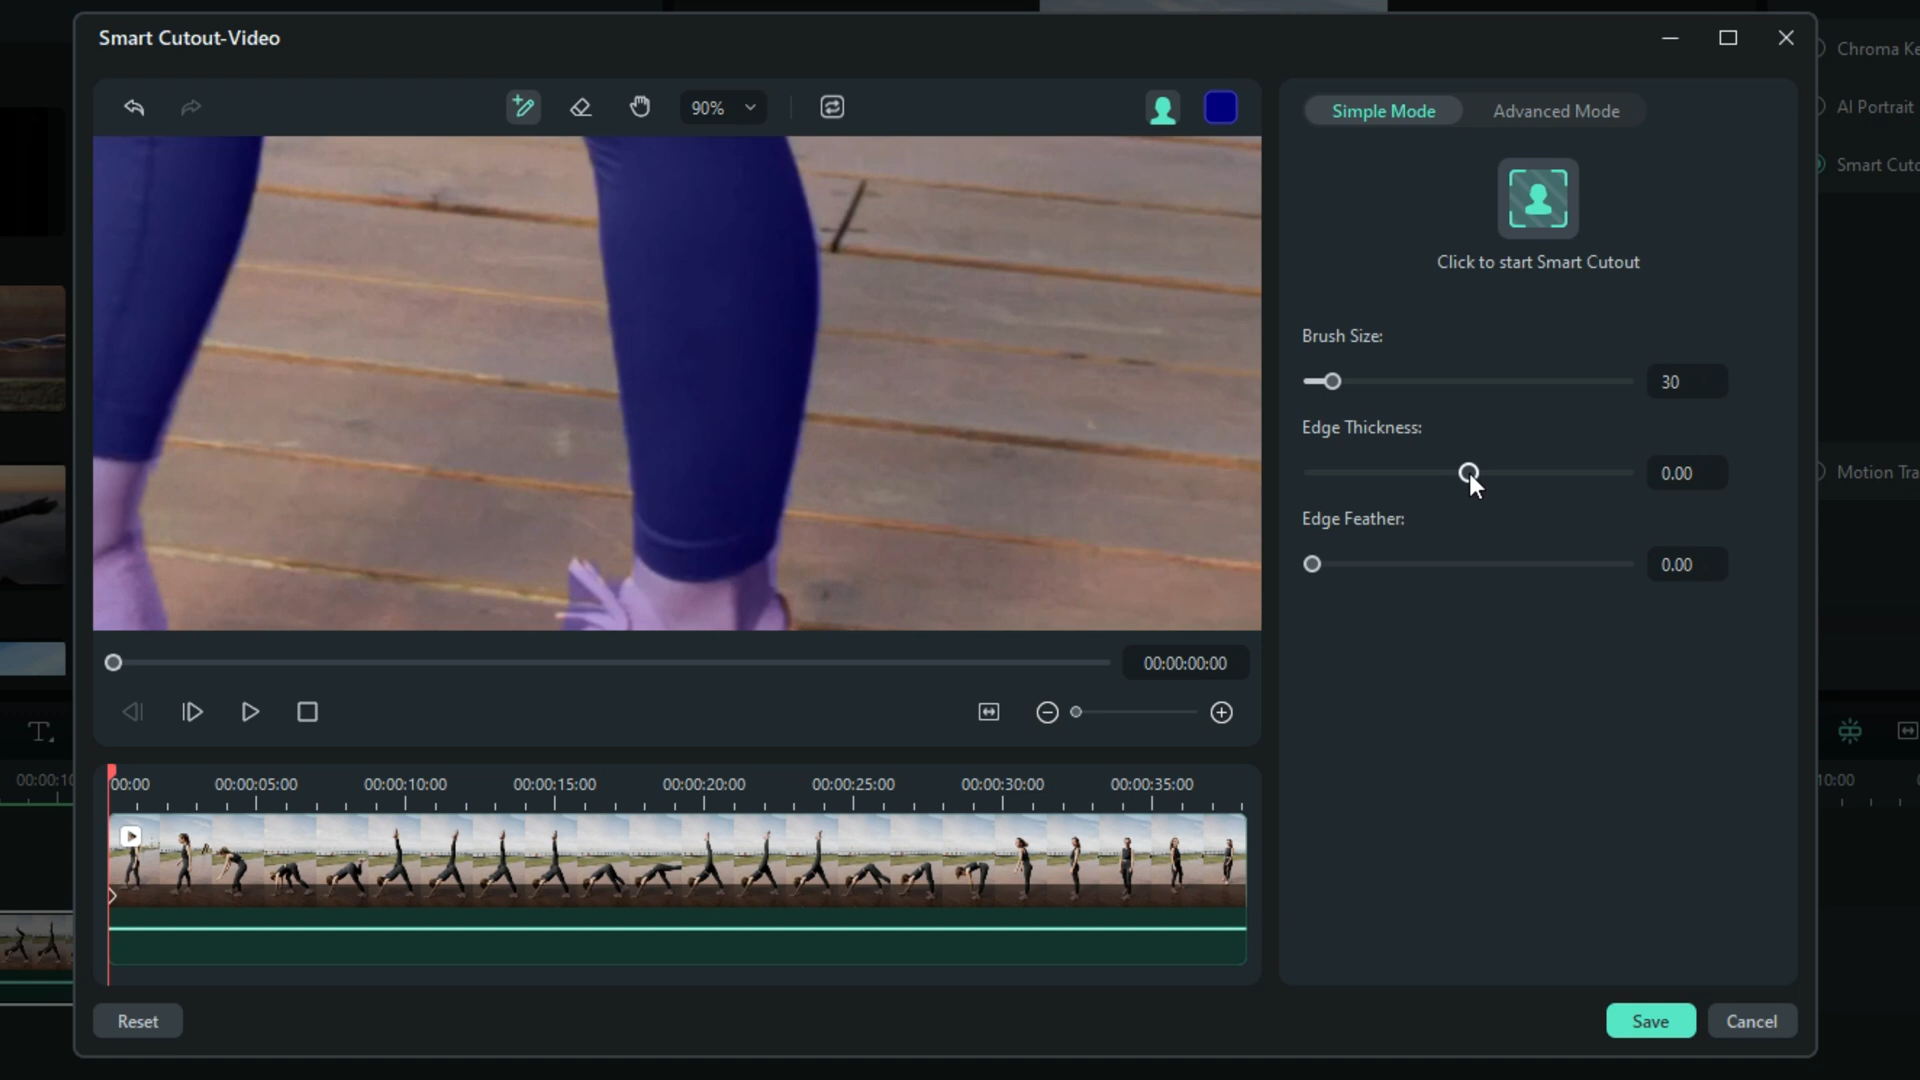 Smart Cutout-Video
90%
Simple Mode
Advanced Mode
Click to start Smart Cutout
Brush Size:
30
Edge Thickness:
0.00
Edge Feather:
0.00
00:00:00:00
00:00
00:00:05:00
00:00:10:00
00:00:15:00
00:00:20:00
00:00:25:00
00:00:30:00
00:00:35:00
Reset
Save
Cancel
Chroma Ke
AI Portrait
Smart Cuto
Motion Tra
T
00:00:10
10:00